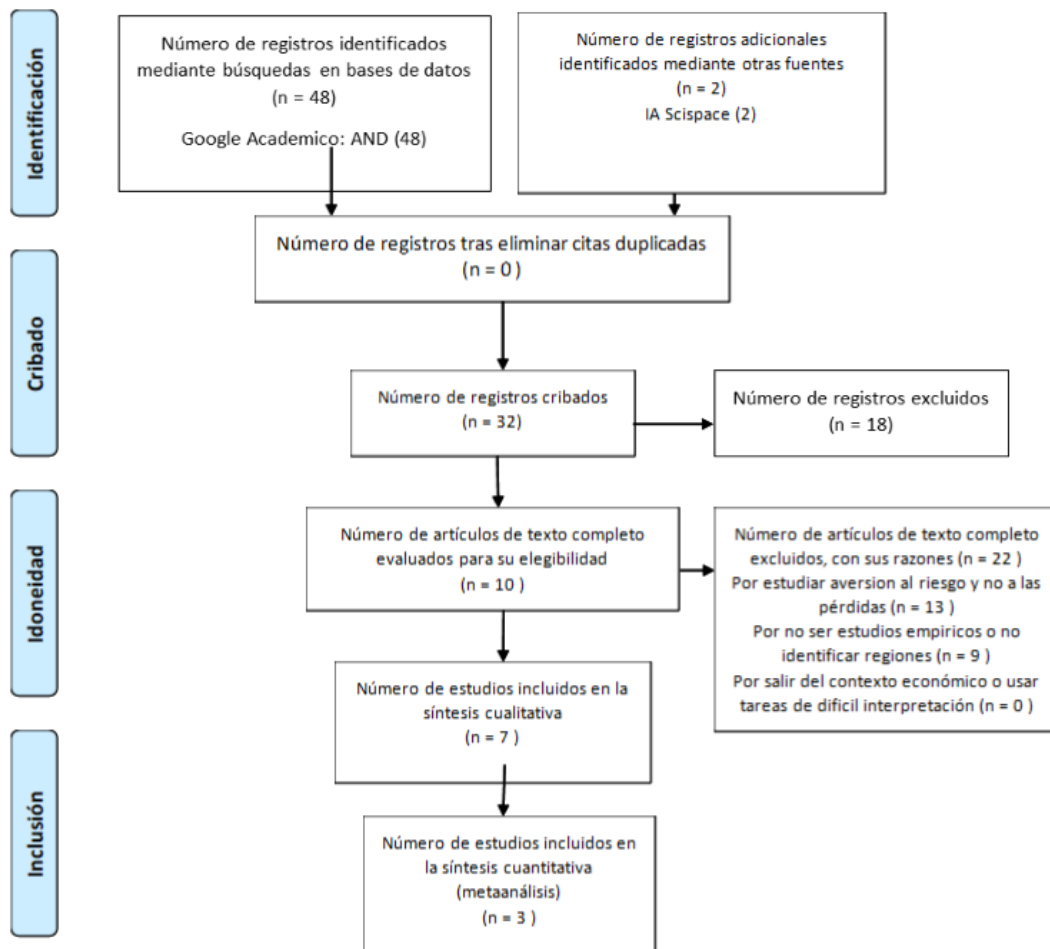 Identificación
Número de registros identificados
mediante búsquedas en bases de datos
(n = 48)
Google Academico: AND (48)
Número de registros adicionales
identificados mediante otras fuentes
(n = 2)
IA Scispace (2)
Cribado
Número de registros tras eliminar citas duplicadas
(n = 0 )
Número de registros cribados
(n = 32)
Número de registros excluidos
(n = 18)
Idoneidad
Número de artículos de texto completo
evaluados para su elegibilidad
(n = 10 )
Número de artículos de texto completo
excluidos, con sus razones (n = 22 )
Por estudiar aversion al riesgo y no a las
pérdidas (n = 13 )
Por no ser estudios empiricos o no
identificar regiones (n = 9 )
Por salir del contexto económico o usar
tareas de dificil interpretación (n = 0 )
Número de estudios incluidos en la
síntesis cualitativa
(n = 7 )
Inclusión
Número de estudios incluidos en
la síntesis cuantitativa
(metaanálisis)
(n = 3 )